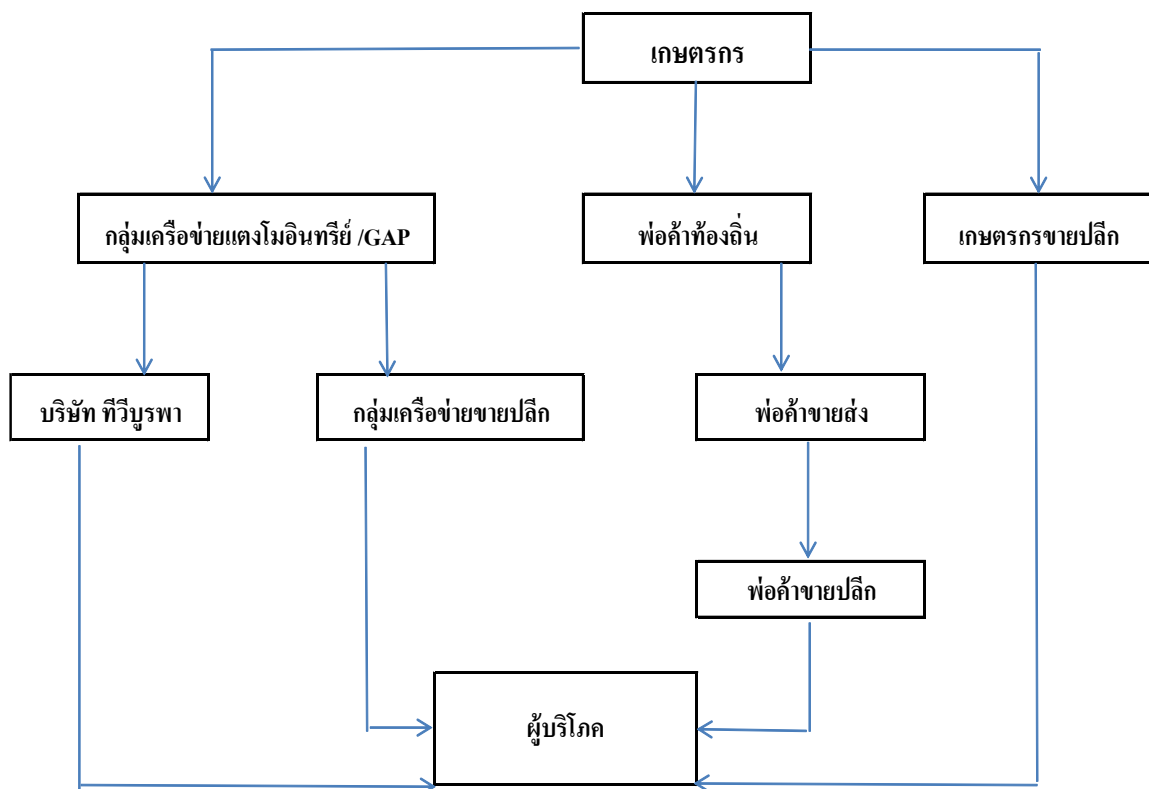 เกษตรกร
กลุ่มเครือข่ายแตงโมอินทรีย์ /GAP
พ่อค้าท้องถิ่น
เกษตรกรขายปลีก
บริษัท ทีวีบูรพา
กลุ่มเครือข่ายขายปลีก
พ่อค้าขายส่ง
พ่อค้าขายปลีก
ผู้บริโภค